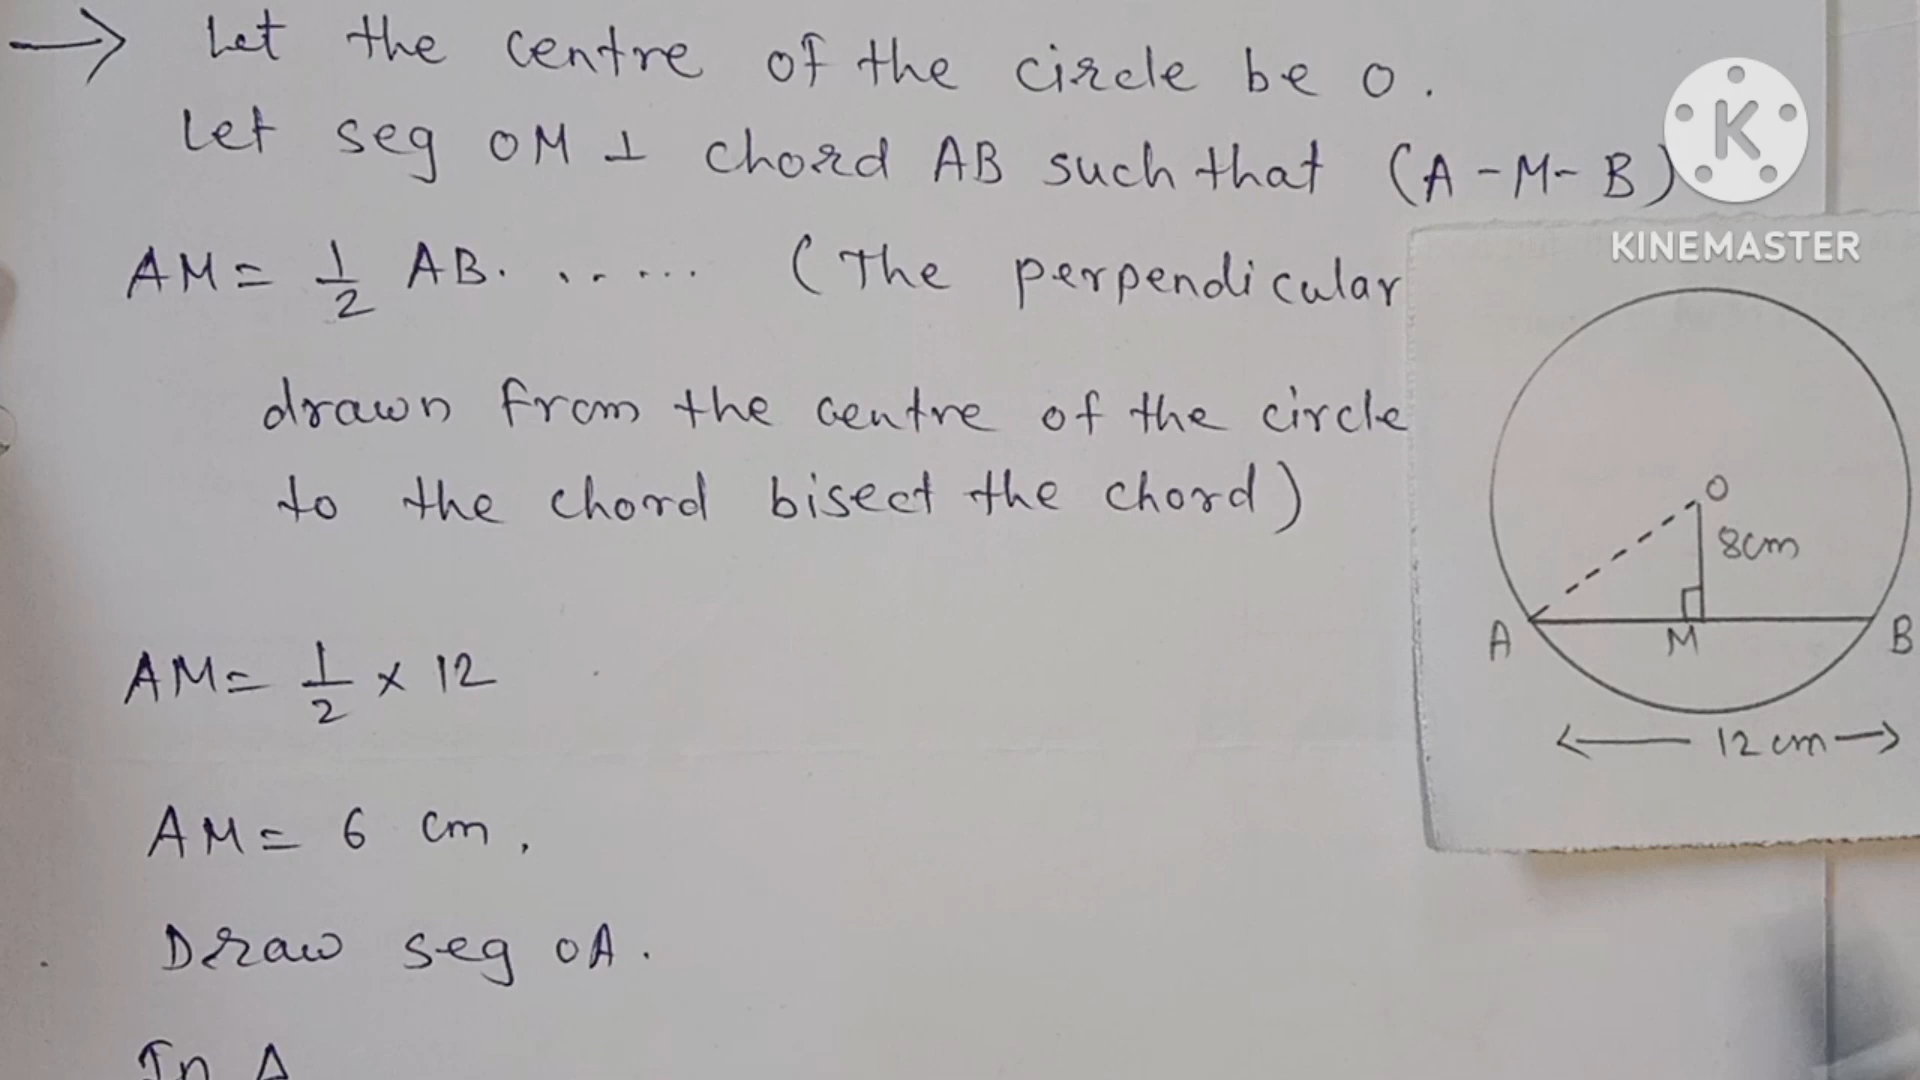 → Let the centre of the circle be O.
Let seg OM ⊥ chord AB such that (A-M-B)
AM = 1/2 AB. ..... (The perpendicular
drawn from the centre of the circle
to the chord bisect the chord)
AM = 1/2 × 12
AM = 6 cm.
Draw seg OA.
In Δ
K
KINEMASTER
O
8cm
A
M
B
12 cm